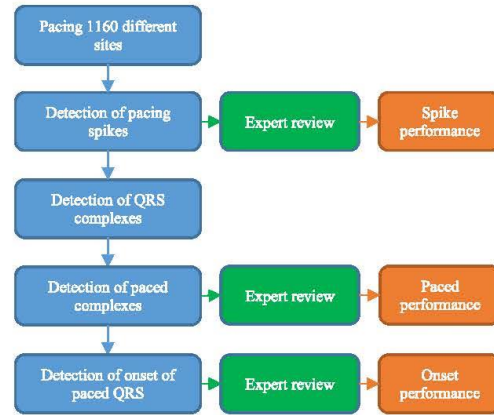 Pacing 1160 different
sites
Detection of pacing
spikes
Expert review
Spike
performance
Detection of QRS
complexes
Detection of paced
complexes
Expert review
Paced
performance
Detection of onset of
paced QRS
Expert review
Onset
performance